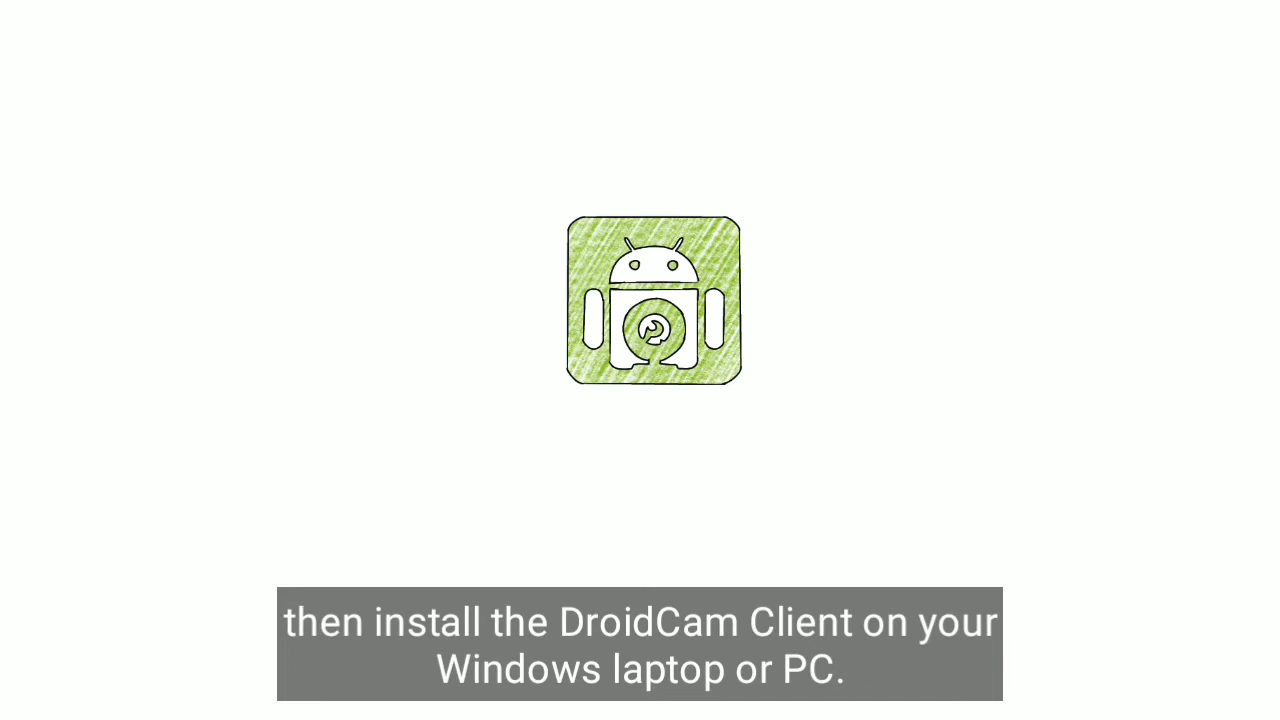 then install the DroidCam Client on your
Windows laptop or PC.